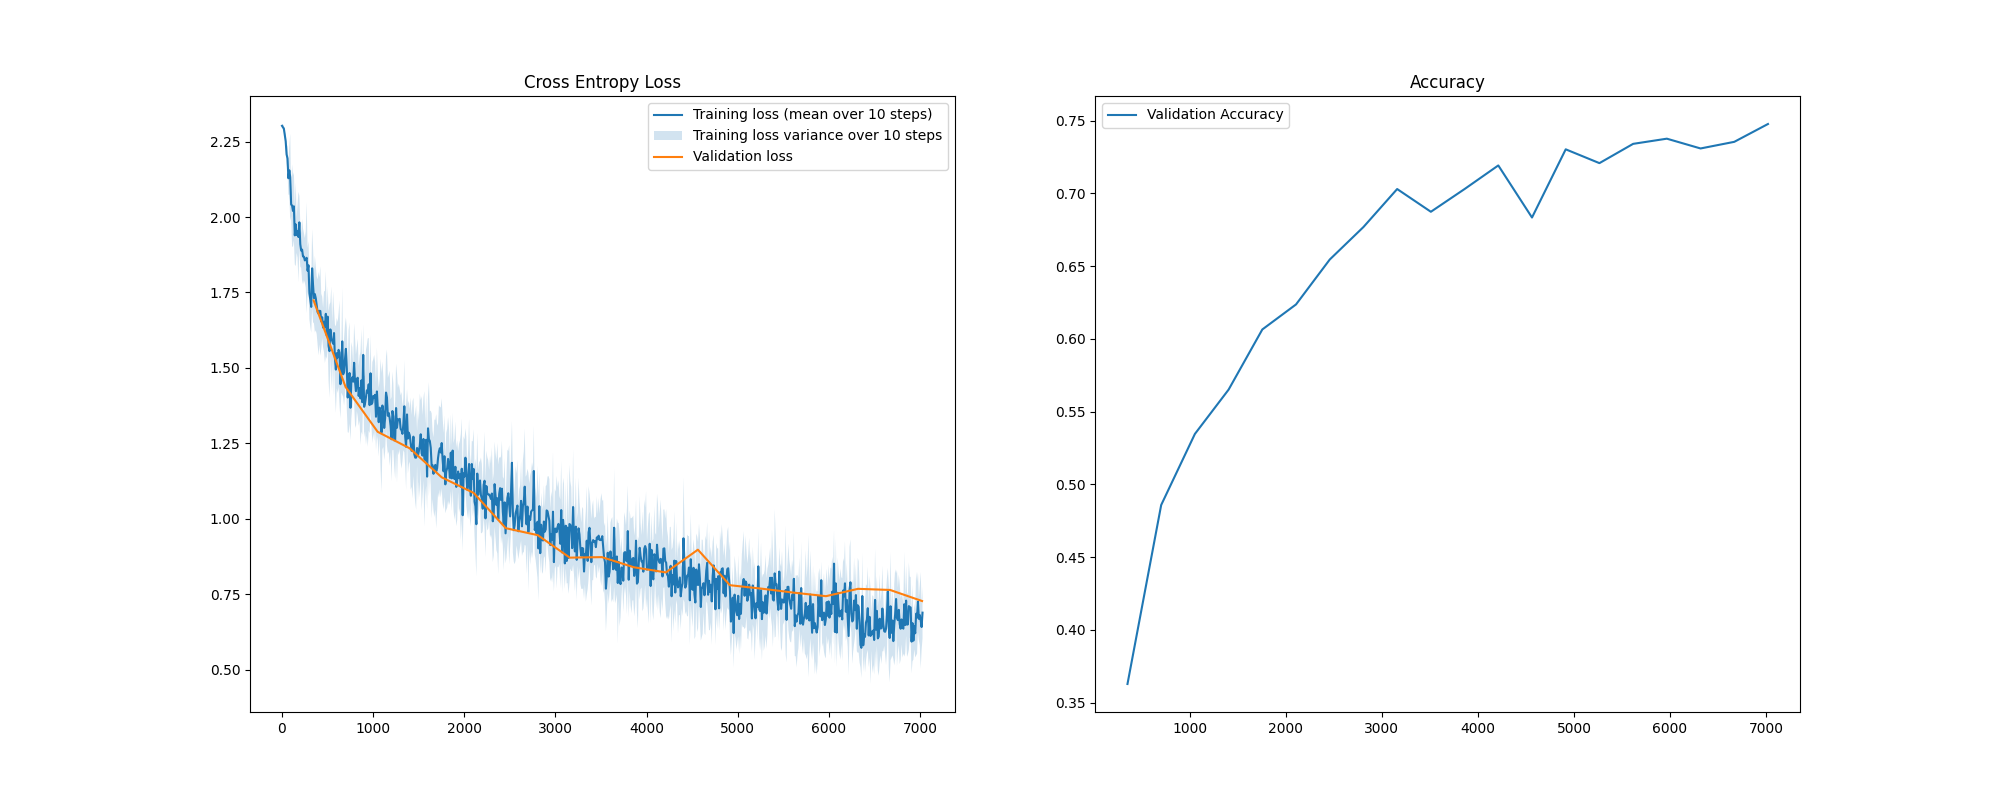 Cross Entropy Loss
Training loss (mean over 10 steps)
Training loss variance over 10 steps
Validation loss
2.25
2.00
1.75
1.50
1.25
1.00
0.75
0.50
0 1000 2000 3000 4000 5000 6000 7000
Accuracy
Validation Accuracy
0.75
0.70
0.65
0.60
0.55
0.50
0.45
0.40
0.35
1000 2000 3000 4000 5000 6000 7000